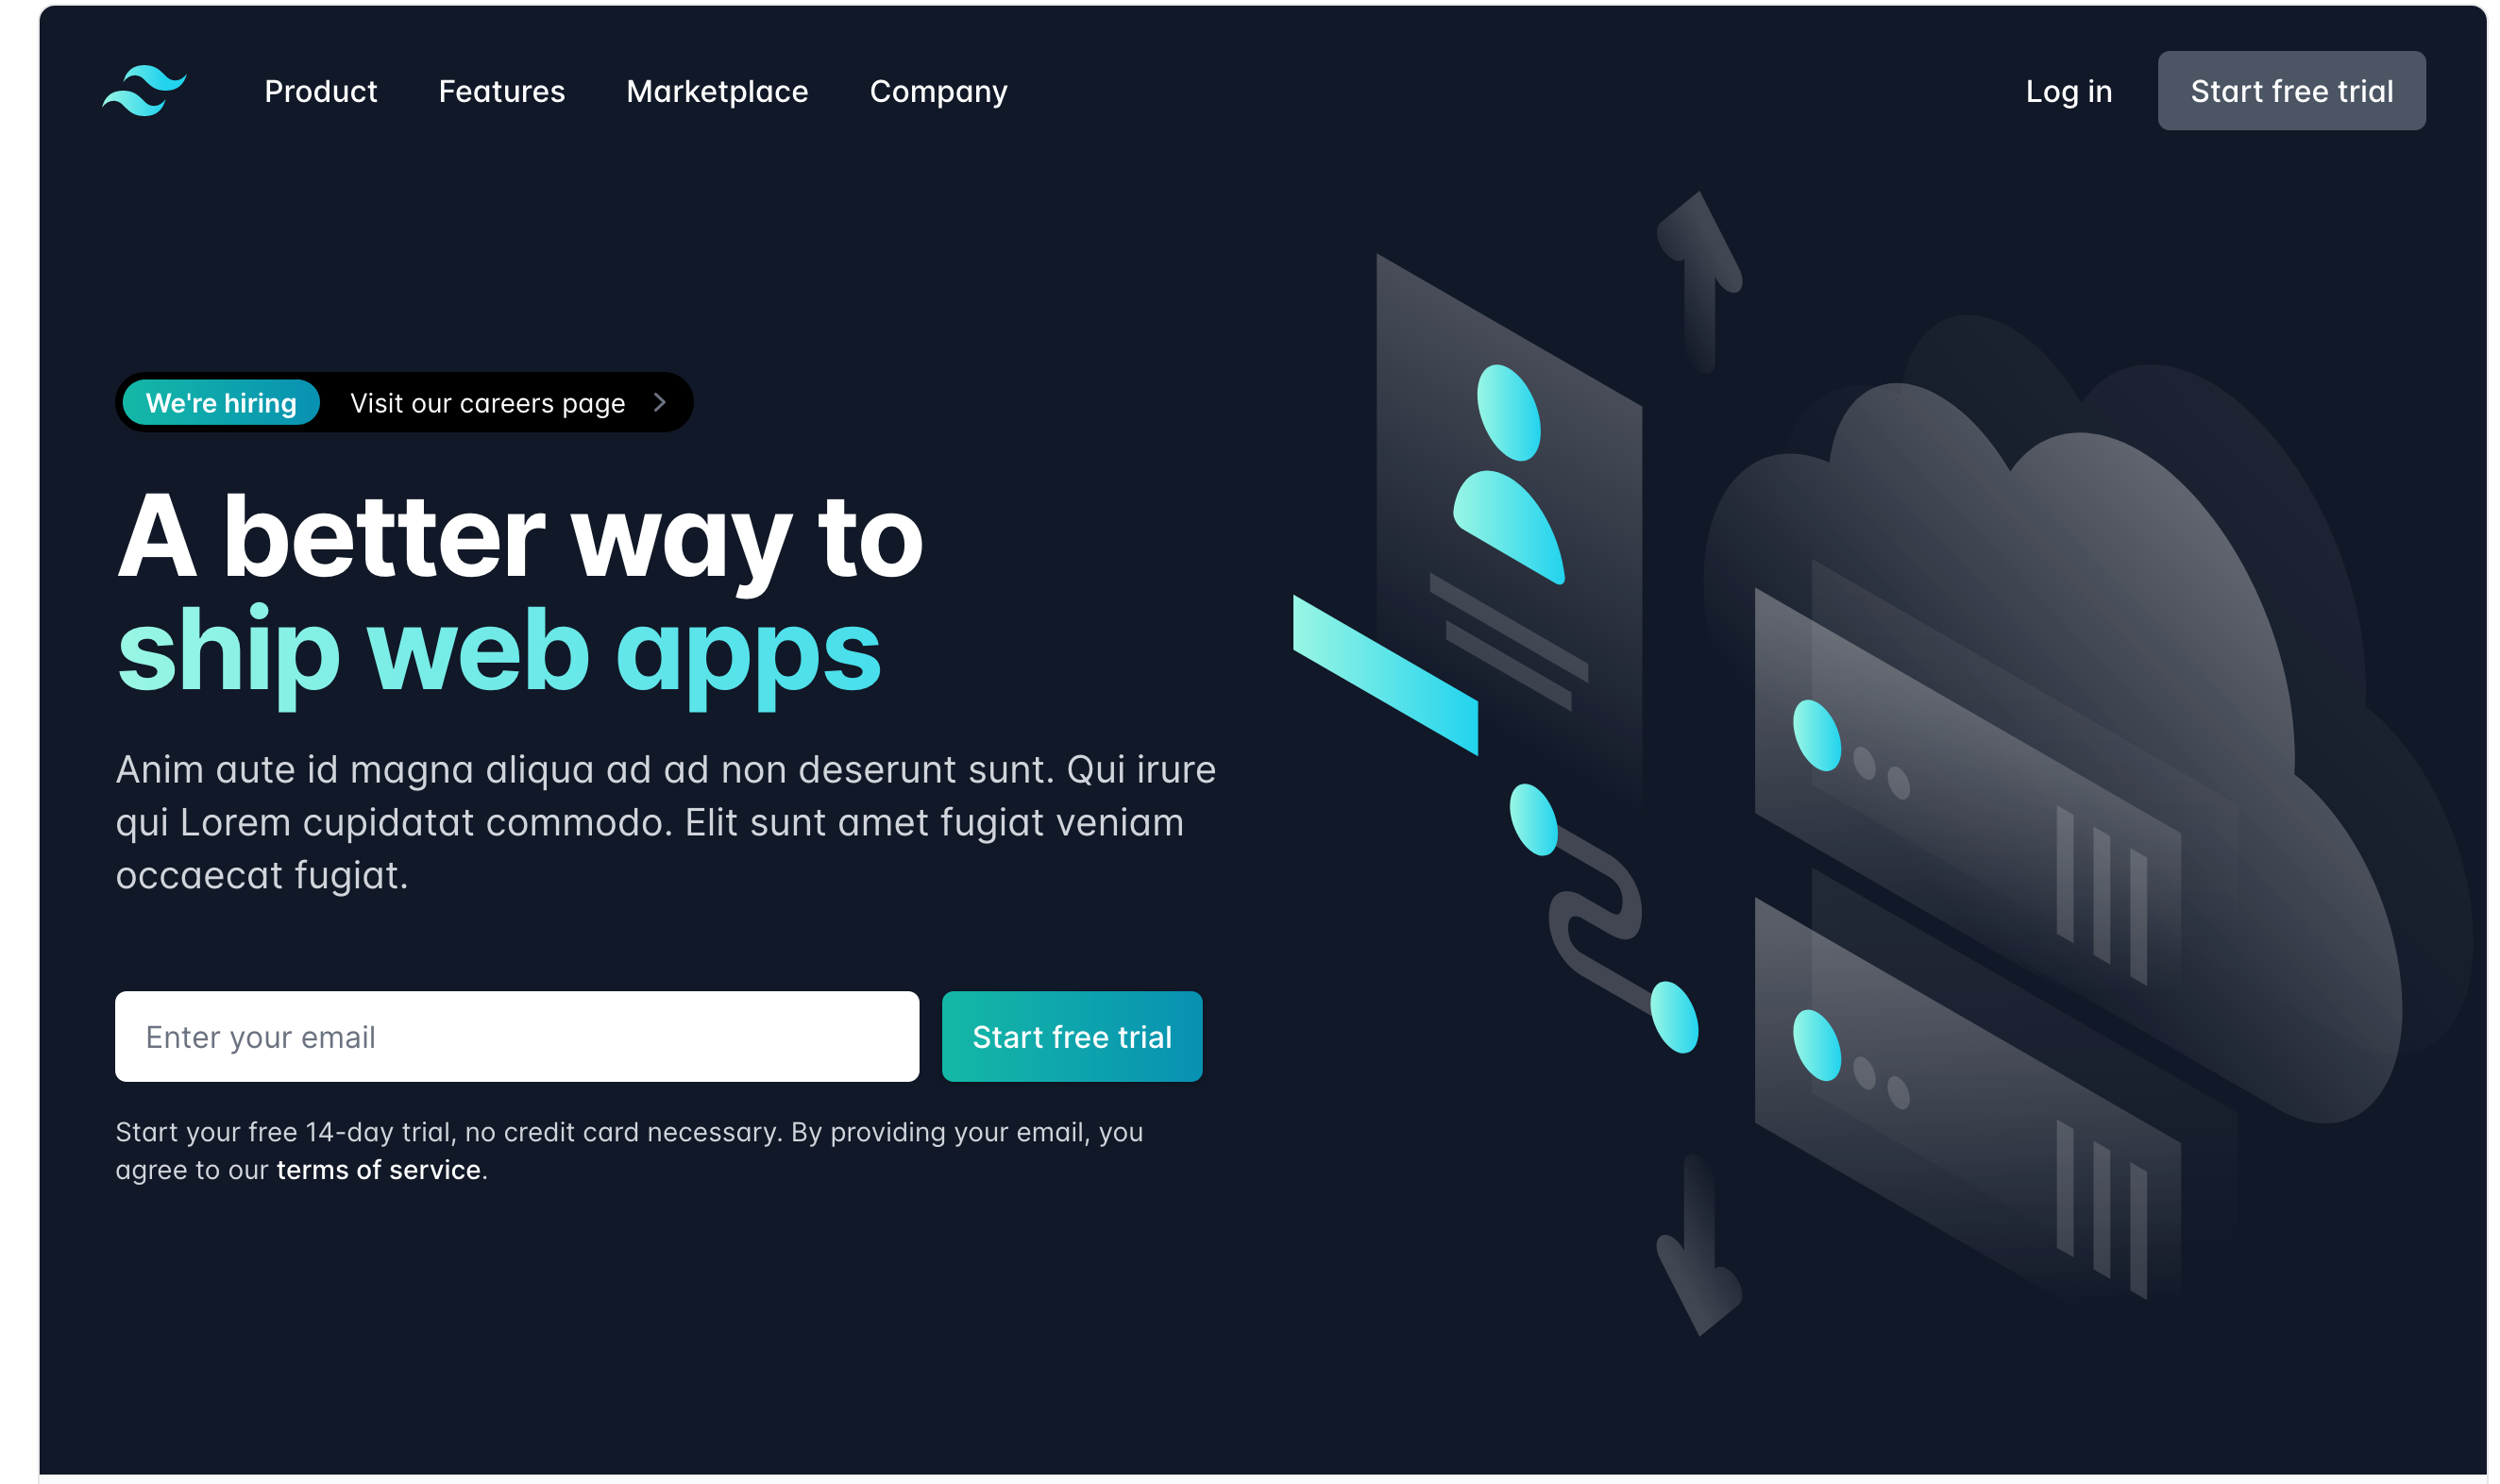 Product Features Marketplace Company Log in Start free trial
We're hiring Visit our careers page
A better way to
ship web apps
Anim aute id magna aliqua ad ad non deserunt sunt. Qui irure
qui Lorem cupidatat commodo. Elit sunt amet fugiat veniam
occaecat fugiat.
Enter your email Start free trial
Start your free 14-day trial, no credit card necessary. By providing your email, you
agree to our terms of service.